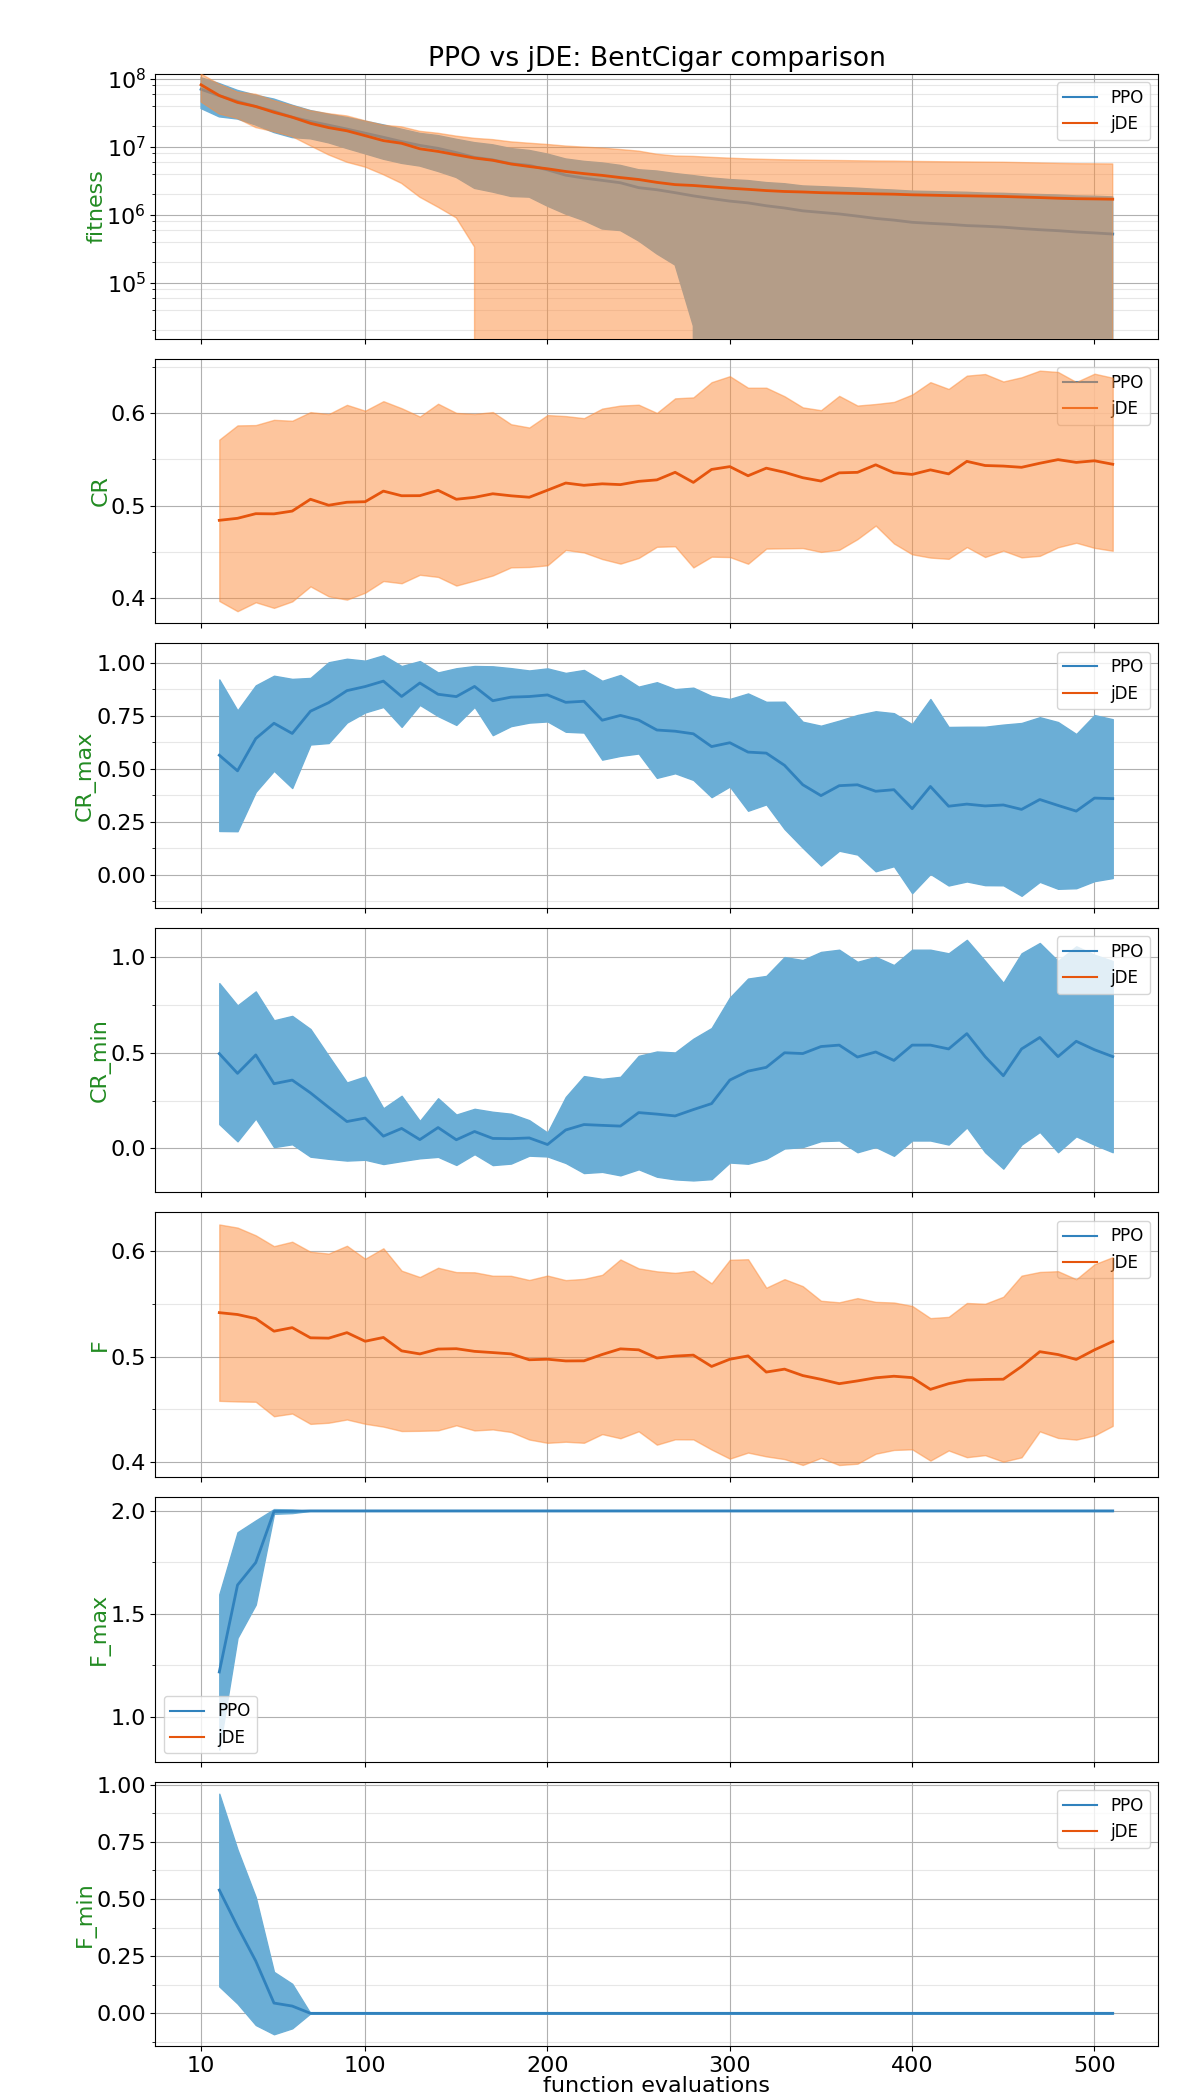 PPO vs jDE: BentCigar comparison
10^8
10^7
10^6
10^5
fitness
PPO
jDE
0.6
0.5
0.4
CR
PPO
jDE
1.00
0.75
0.50
0.25
0.00
CR_max
PPO
jDE
1.0
0.5
0.0
CR_min
PPO
jDE
0.6
0.5
0.4
F
PPO
jDE
2.0
1.5
1.0
F_max
PPO
jDE
1.00
0.75
0.50
0.25
0.00
F_min
PPO
jDE
10 100 200 300 400 500
function evaluations